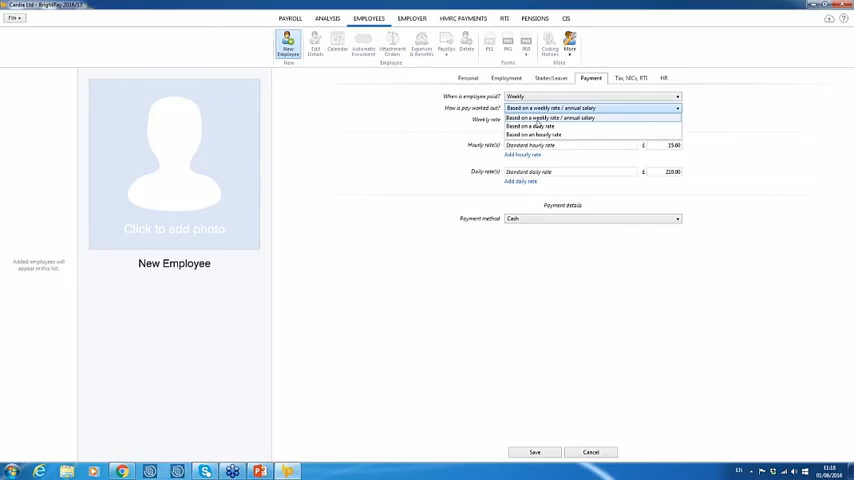 Cardia Ltd - BrightPay 2016/17
File
PAYROLL ANALYSIS EMPLOYEES EMPLOYER HMRC PAYMENTS RTI PENSIONS CIS
New Employee
Edit Details
Calendar
Automatic Enrolment
Attachment Orders
Expenses & Benefits
Payslips
Delete
P11
P45
P60
Coding Notices
More
New Employees Forms More
Personal Employment Starter/Leaver Payment Tax, NICs, RTI HR
When is employee paid? Weekly
How is pay worked out? Based on a weekly rate / annual salary
Weekly rate Based on a weekly rate / annual salary
Based on a daily rate
Based on an hourly rate
Hourly rate(s) Standard hourly rate £ 15.60
Add hourly rate
Daily rate(s) Standard daily rate £ 210.00
Add daily rate
Payment details
Payment method Cash
Click to add photo
New Employee
Added employees will
appear in this list.
Save Cancel
EN
11:18
01/06/2016